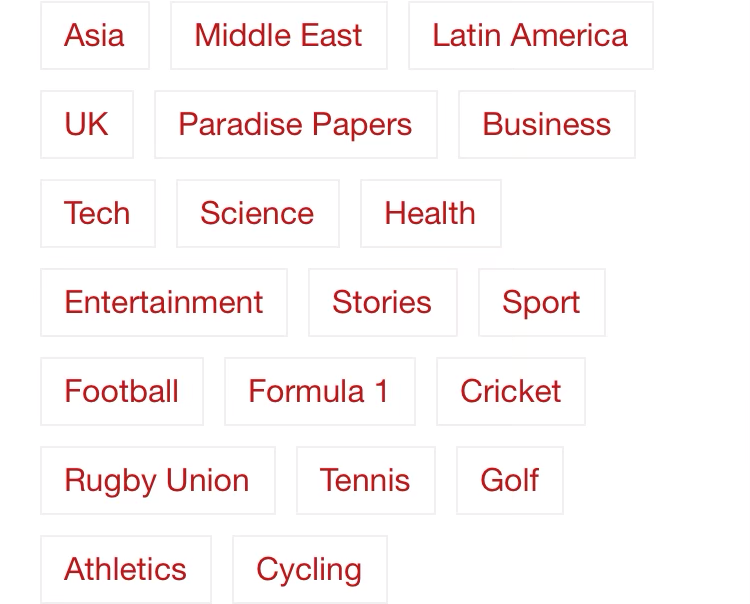 Asia Middle East Latin America
UK Paradise Papers Business
Tech Science Health
Entertainment Stories Sport
Football Formula 1 Cricket
Rugby Union Tennis Golf
Athletics Cycling